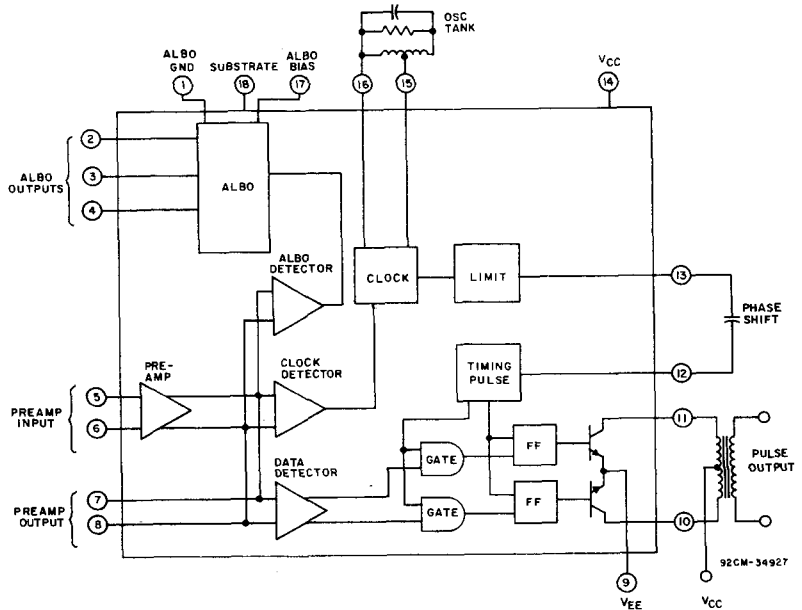 OSC
TANK
ALBO
GND
SUBSTRATE
ALBO
BIAS
VCC
1
18
17
16
15
14
2
3
4
ALBO
OUTPUTS
ALBO
ALBO
DETECTOR
CLOCK
LIMIT
13
PHASE
SHIFT
12
TIMING
PULSE
PRE-
AMP
CLOCK
DETECTOR
5
6
PREAMP
INPUT
11
GATE
FF
PULSE
OUTPUT
DATA
DETECTOR
7
8
PREAMP
OUTPUT
GATE
FF
10
92CM-34927
9
VEE
VCC